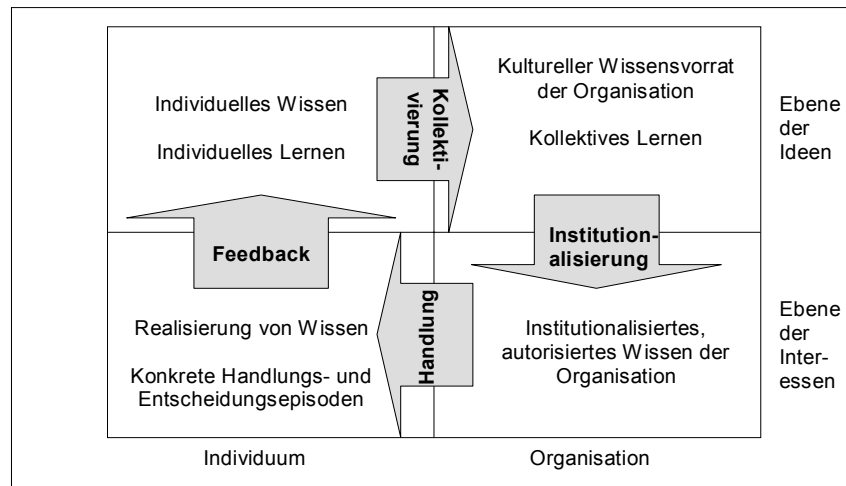 Individuelles Wissen
Individuelles Lernen
Kollekti-
vierung
Kultureller Wissensvorrat
der Organisation
Kollektives Lernen
Ebene
der
Ideen
Feedback
Institution-
alisierung
Realisierung von Wissen
Konkrete Handlungs- und
Entscheidungsepisoden
Handlung
Institutionalisiertes,
autorisiertes Wissen der
Organisation
Ebene
der
Inter-
essen
Individuum
Organisation